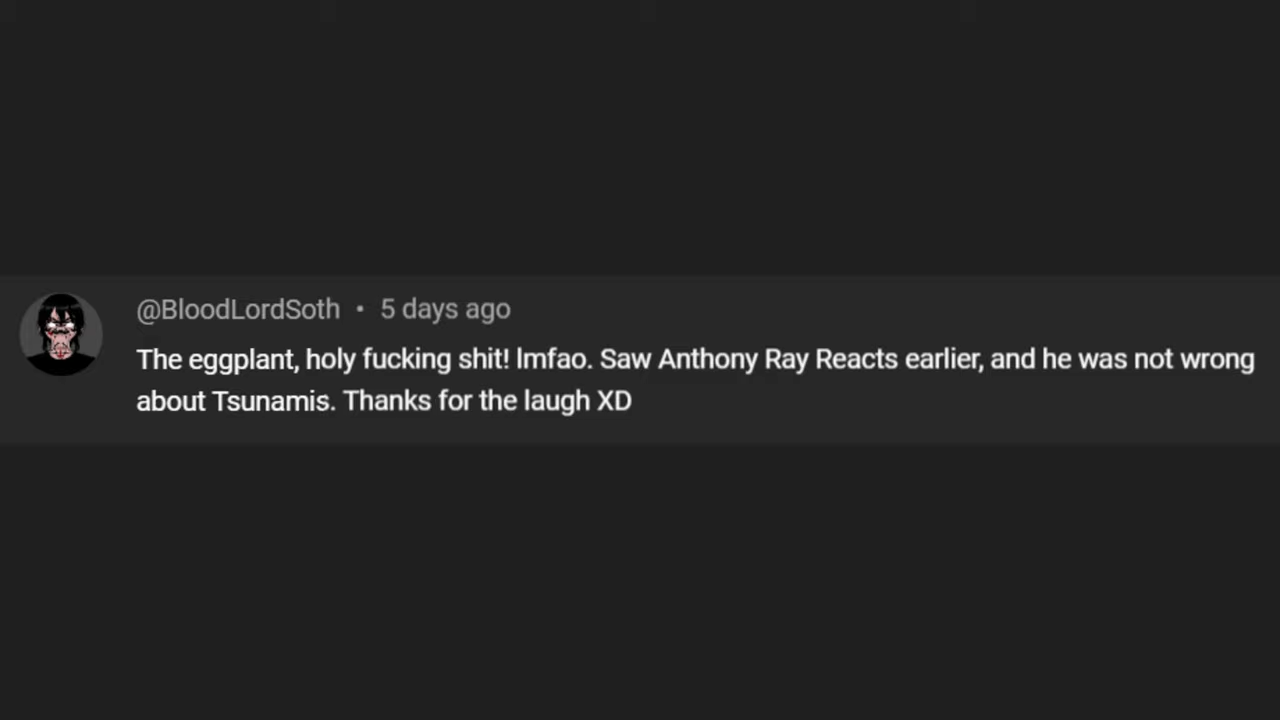 @BloodLordSoth • 5 days ago
The eggplant, holy fucking shit! lmfao. Saw Anthony Ray Reacts earlier, and he was not wrong
about Tsunamis. Thanks for the laugh XD